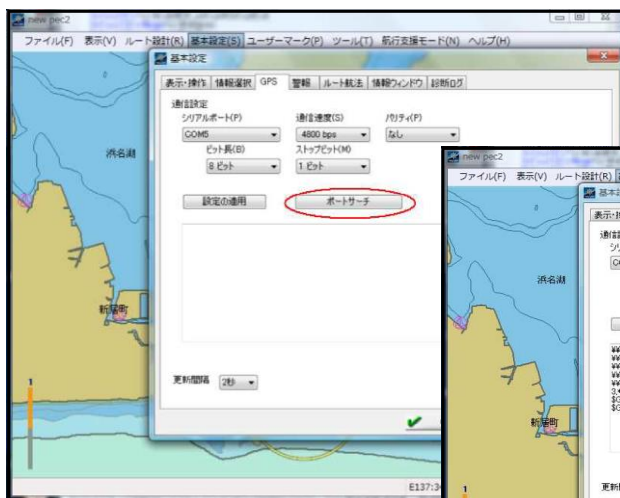 new pec2
ファイル(F) 表示(V) ルート設計(R) 基本設定(S) ユーザーマーク(P) ツール(T) 航行支援モード(N) ヘルプ(H)
基本設定
表示・操作 情報選択 GPS 警報 ルート航法 情報ウィンドウ 診断ログ
通信設定
シリアルポート(P) 通信速度(S) パリティ(P)
COM5 4800 bps なし
ビット長(B) ストップビット(M)
8 ビット 1 ビット
設定の適用 ポートサーチ
浜名湖
新居町
更新間隔 2秒
1
E137:3
new pec2
ファイル(F) 表示(V) ルート設計(R)
表示・
浜名湖
新居町
更新
1